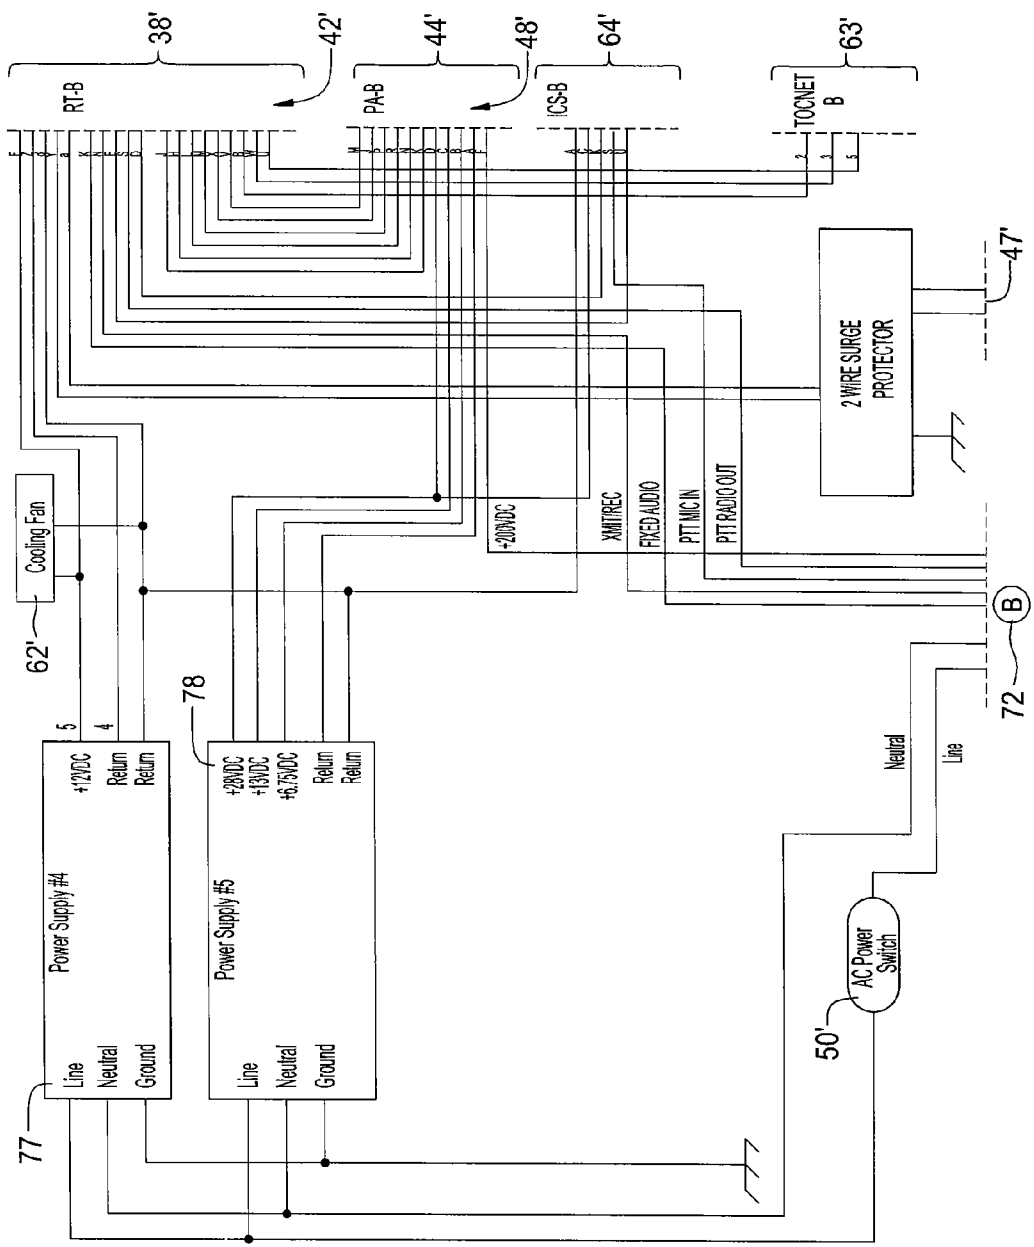 38'
RT-B
42'
44'
PA-B
48'
64'
ICS-B
63'
TOCNET
B
2
3
5
M
S
P
R
N
K
D
C
B
A
F
A
C
K
S
U
47'
2 WIRE SURGE
PROTECTOR
Cooling Fan
62'
+200VDC
XMIT/REC
FIXED AUDIO
PTT MIC IN
PTT RADIO OUT
B
72
Neutral
Line
77
Power Supply #4
Line
Neutral
Ground
5
+12VDC
4
Return
Return
78
Power Supply #5
Line
Neutral
Ground
+28VDC
+13VDC
+6.75VDC
Return
Return
AC Power
Switch
50'